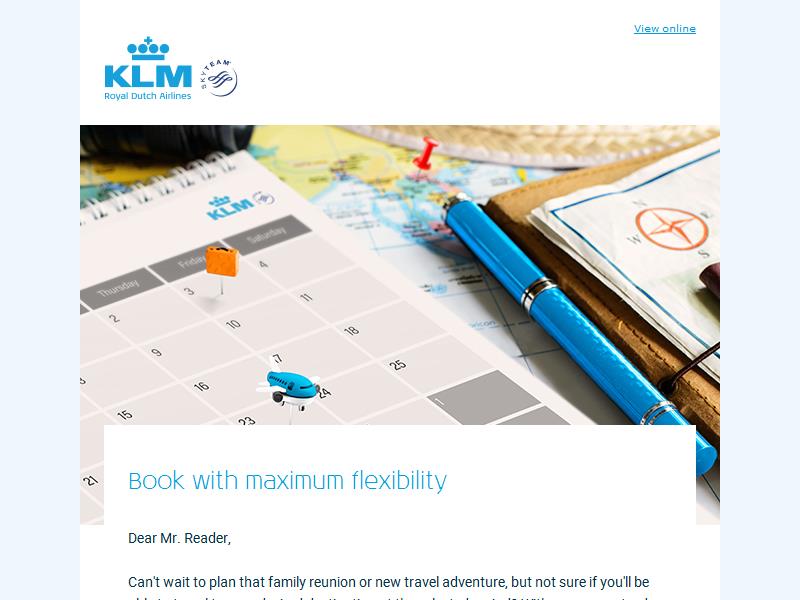 View online
KLM
Royal Dutch Airlines
SKYTEAM
KLM
Thursday Friday Saturday
2 3 4
9 10 11
15 16 17 18
21 23 24 25
1
N
W E
S
Book with maximum flexibility
Dear Mr. Reader,
Can't wait to plan that family reunion or new travel adventure, but not sure if you'll be